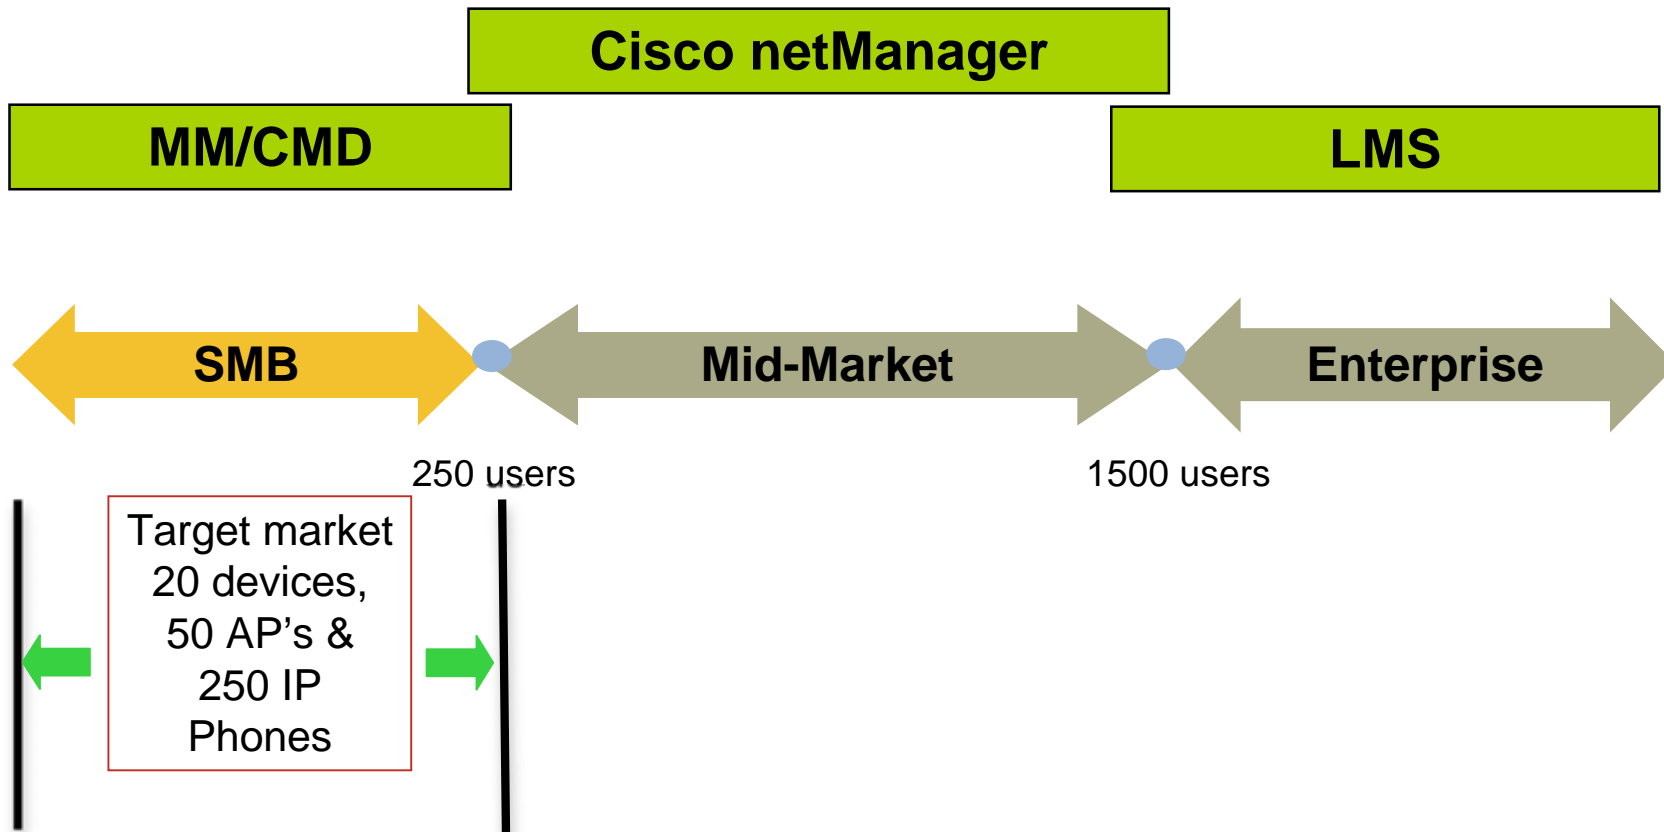 Cisco netManager
MM/CMD
LMS
SMB
Mid-Market
Enterprise
250 users
1500 users
Target market
20 devices,
50 AP's &
250 IP
Phones